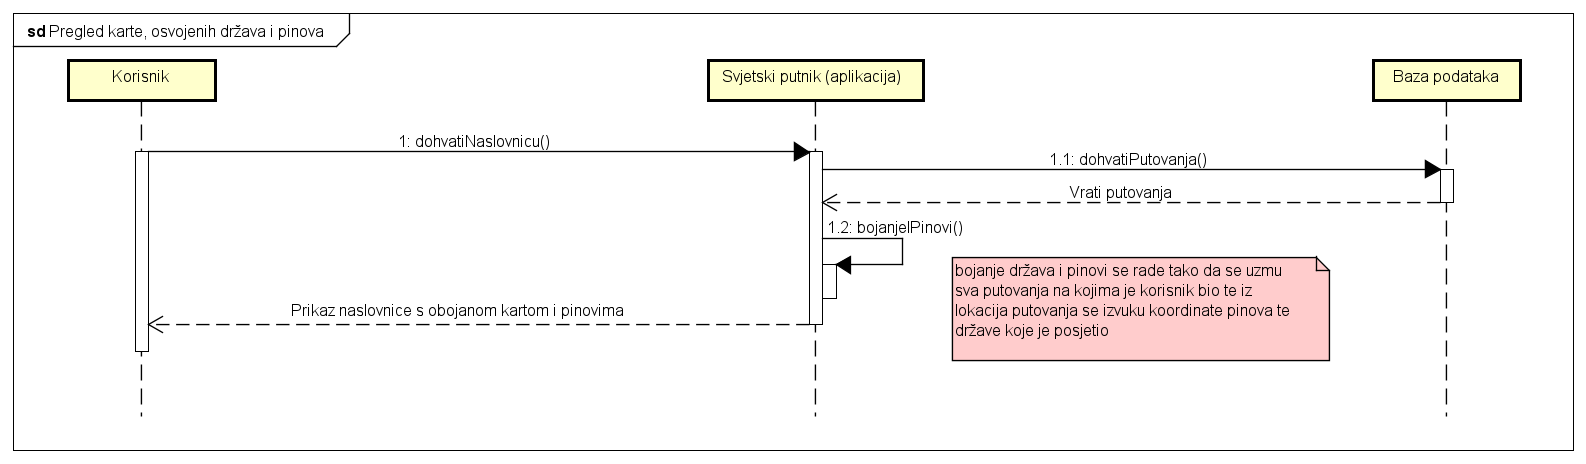 sd Pregled karte, osvojenih država i pinova
Korisnik
Svjetski putnik (aplikacija)
Baza podataka
1: dohvatiNaslovnicu()
1.1: dohvatiPutovanja()
Vrati putovanja
1.2: bojanjeIPinovi()
bojanje država i pinovi se rade tako da se uzmu
sva putovanja na kojima je korisnik bio te iz
lokacija putovanja se izvuku koordinate pinova te
države koje je posjetio
Prikaz naslovnice s obojanom kartom i pinovima